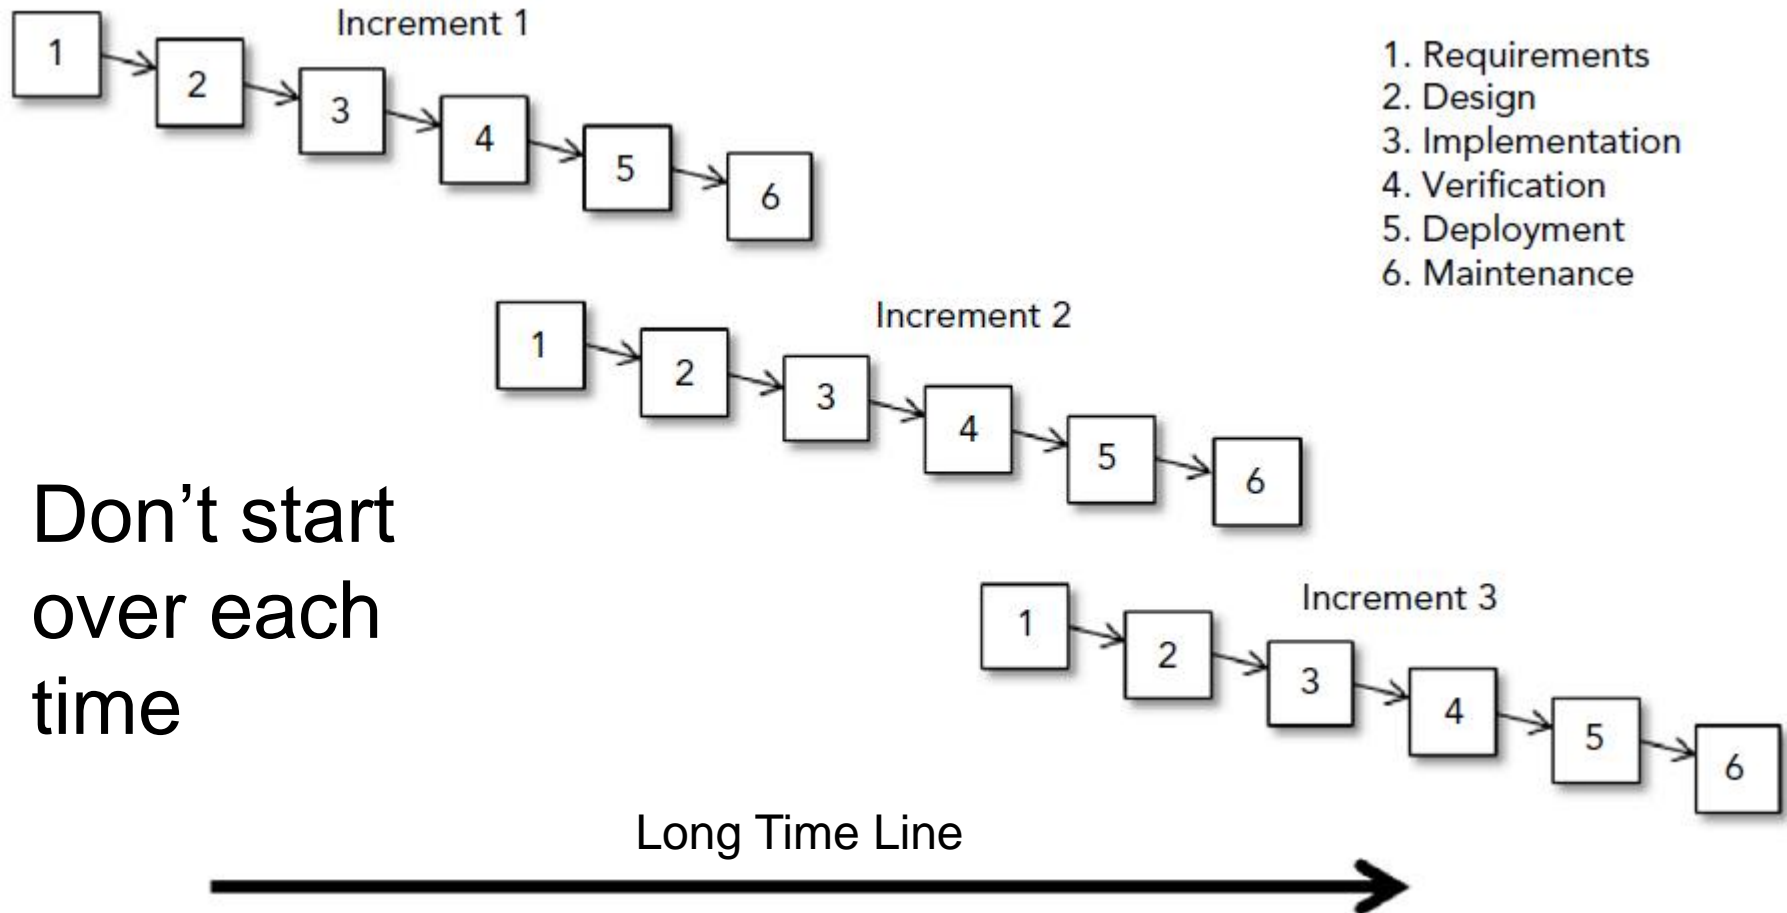 Increment 1
1
2
3
4
5
6
1. Requirements
2. Design
3. Implementation
4. Verification
5. Deployment
6. Maintenance
Increment 2
1
2
3
4
5
6
Don’t start
over each
time
Increment 3
1
2
3
4
5
6
Long Time Line